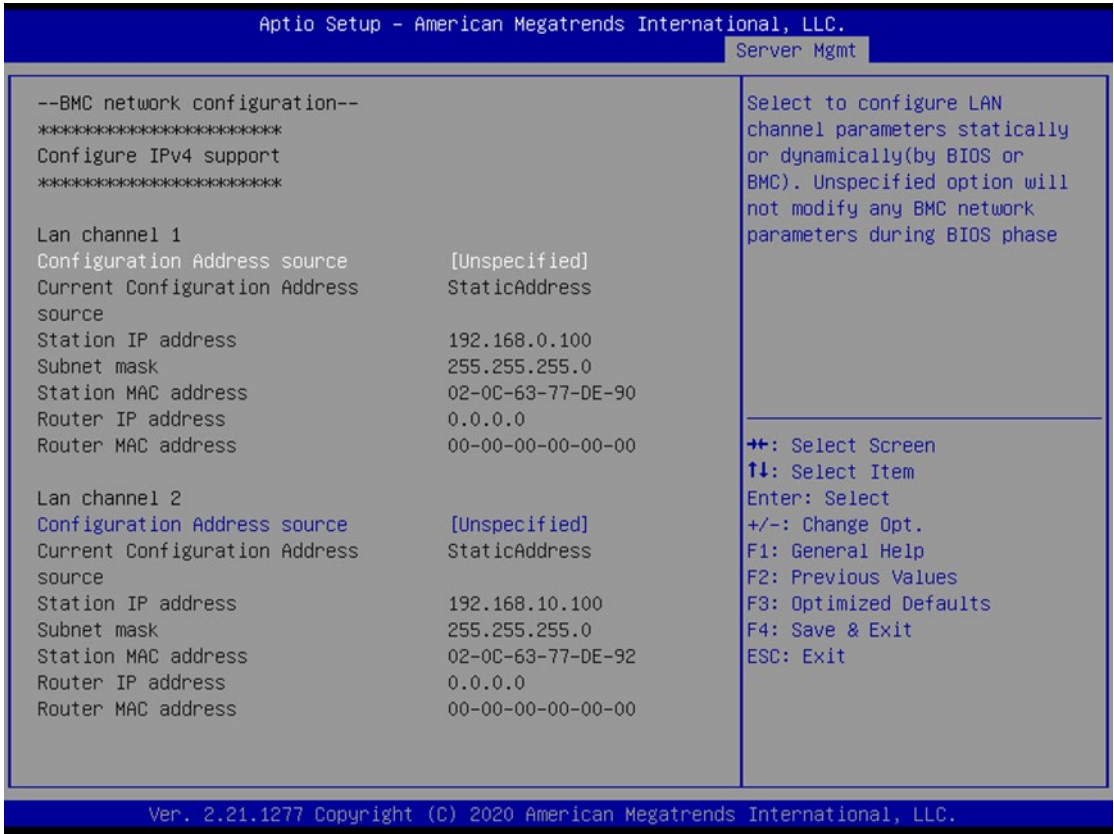 Aptio Setup – American Megatrends International, LLC.
Server Mgmt
--BMC network configuration--
***********************
Configure IPv4 support
***********************
Lan channel 1
Configuration Address source [Unspecified]
Current Configuration Address StaticAddress
source
Station IP address 192.168.0.100
Subnet mask 255.255.255.0
Station MAC address 02-0C-63-77-DE-90
Router IP address 0.0.0.0
Router MAC address 00-00-00-00-00-00
Lan channel 2
Configuration Address source [Unspecified]
Current Configuration Address StaticAddress
source
Station IP address 192.168.10.100
Subnet mask 255.255.255.0
Station MAC address 02-0C-63-77-DE-92
Router IP address 0.0.0.0
Router MAC address 00-00-00-00-00-00
Select to configure LAN
channel parameters statically
or dynamically(by BIOS or
BMC). Unspecified option will
not modify any BMC network
parameters during BIOS phase
→←: Select Screen
↑↓: Select Item
Enter: Select
+/-: Change Opt.
F1: General Help
F2: Previous Values
F3: Optimized Defaults
F4: Save & Exit
ESC: Exit
Ver. 2.21.1277 Copyright (C) 2020 American Megatrends International, LLC.